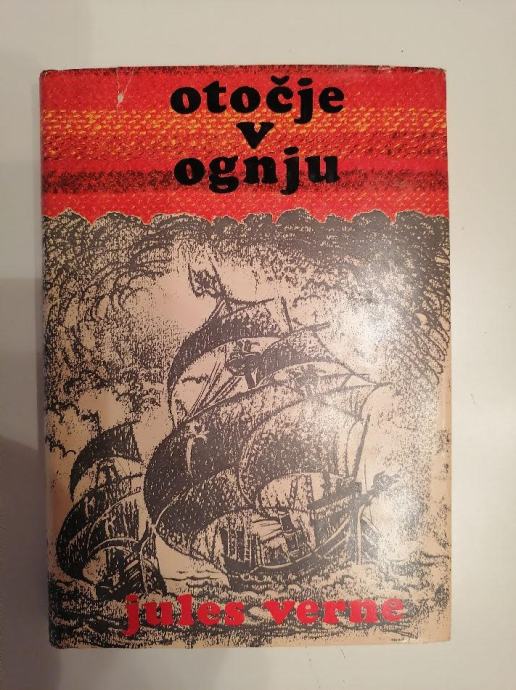 otočje
v
ognju
jules verne